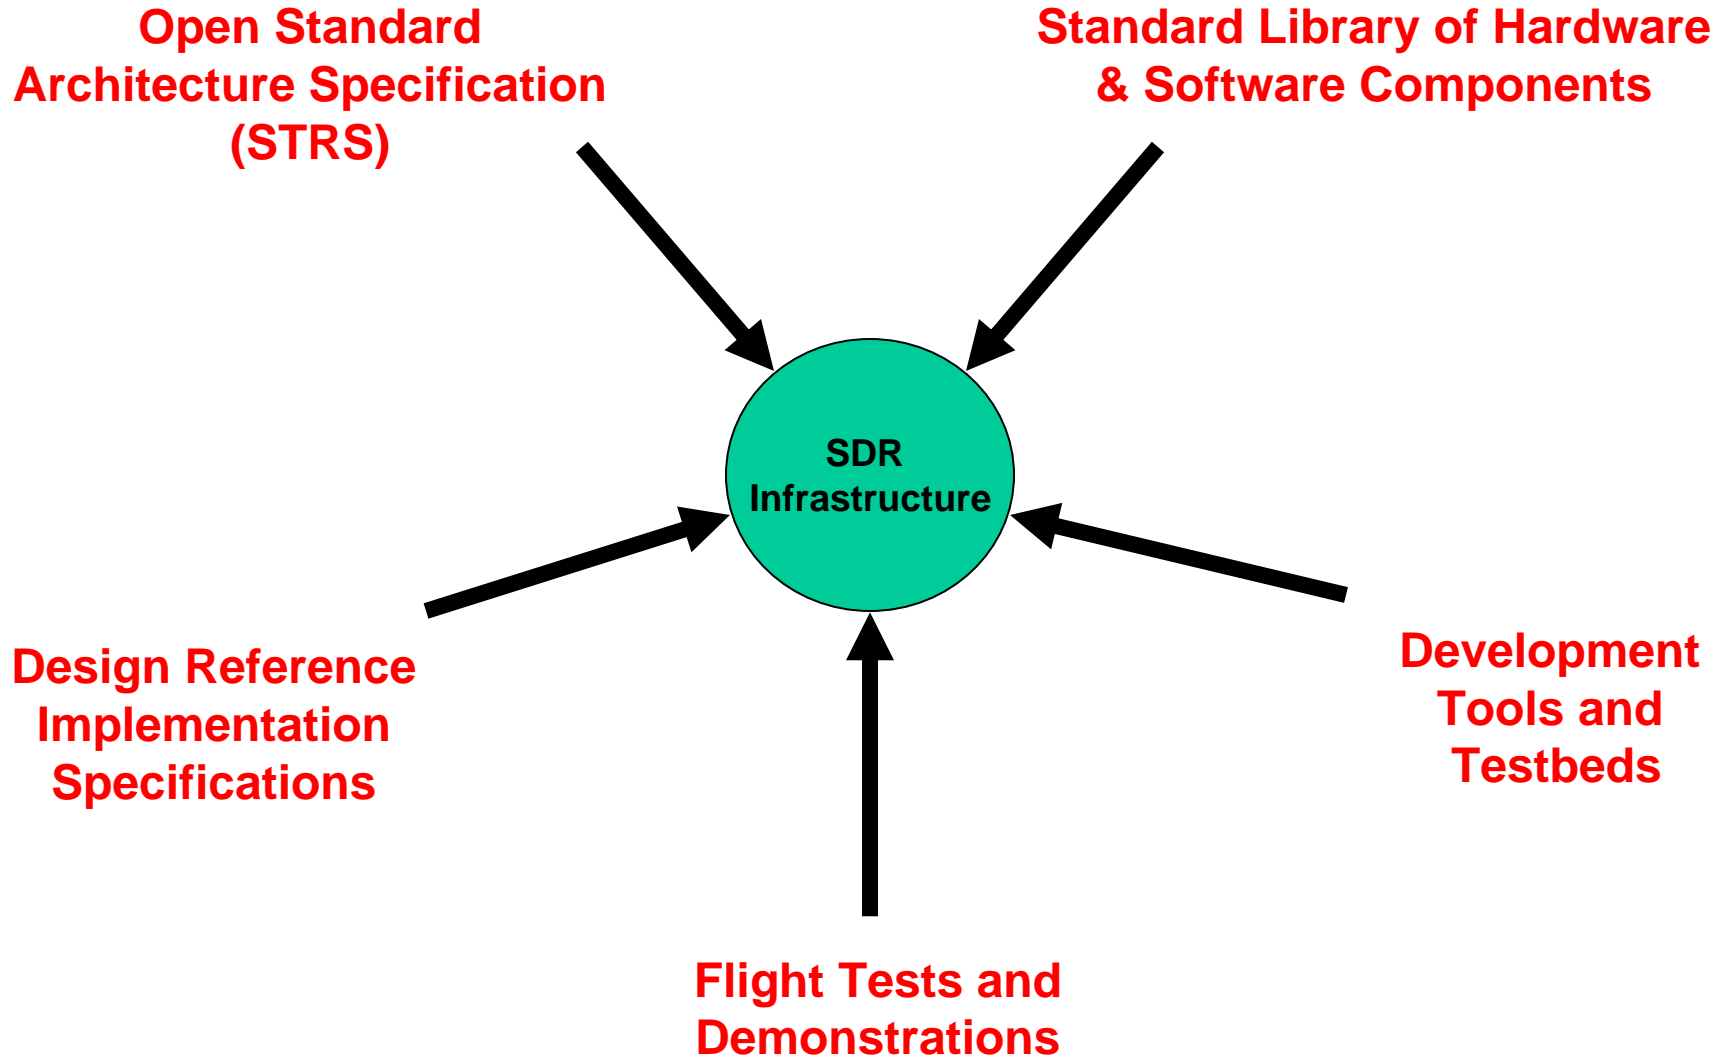 Open Standard
Architecture Specification
(STRS)
Standard Library of Hardware
& Software Components
SDR
Infrastructure
Design Reference
Implementation
Specifications
Development
Tools and
Testbeds
Flight Tests and
Demonstrations